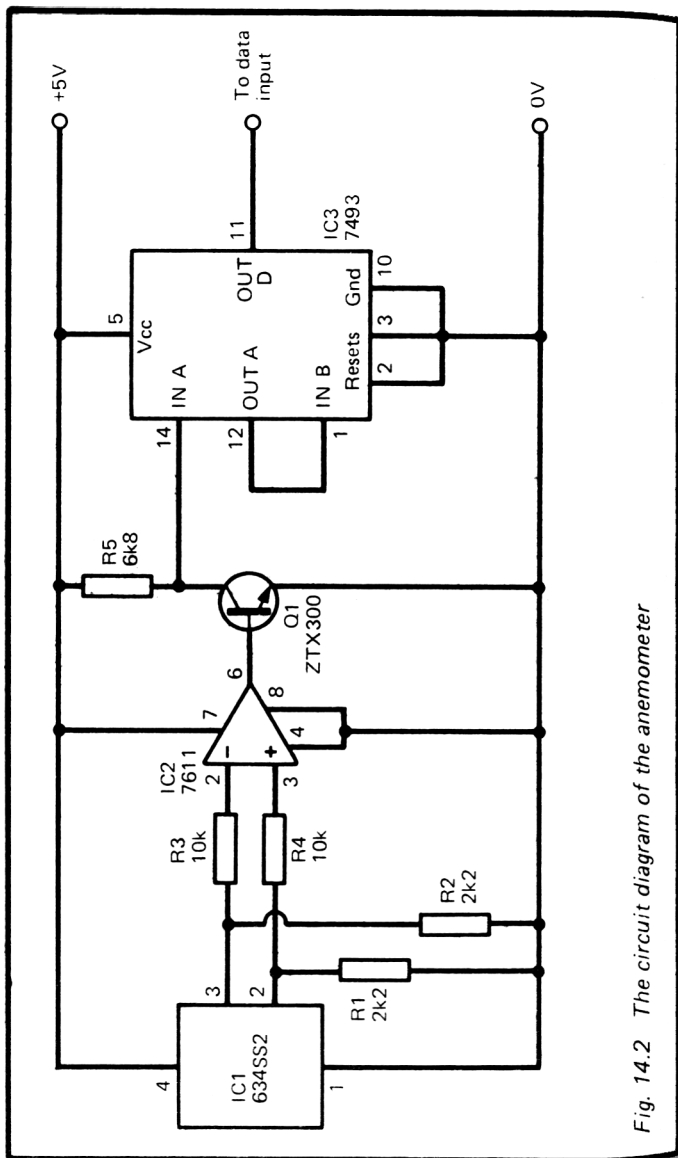 +5V
To data
input
0V
5
Vcc
IN A
14
OUT A
12
IN B
1
OUT
D
11
IC3
7493
Resets
Gnd
2
3
10
R5
6k8
Q1
ZTX300
6
7
8
4
IC2
7611
2
−
3
+
R3
10k
R4
10k
R2
2k2
R1
2k2
3
2
4
IC1
634SS2
1
Fig. 14.2 The circuit diagram of the anemometer